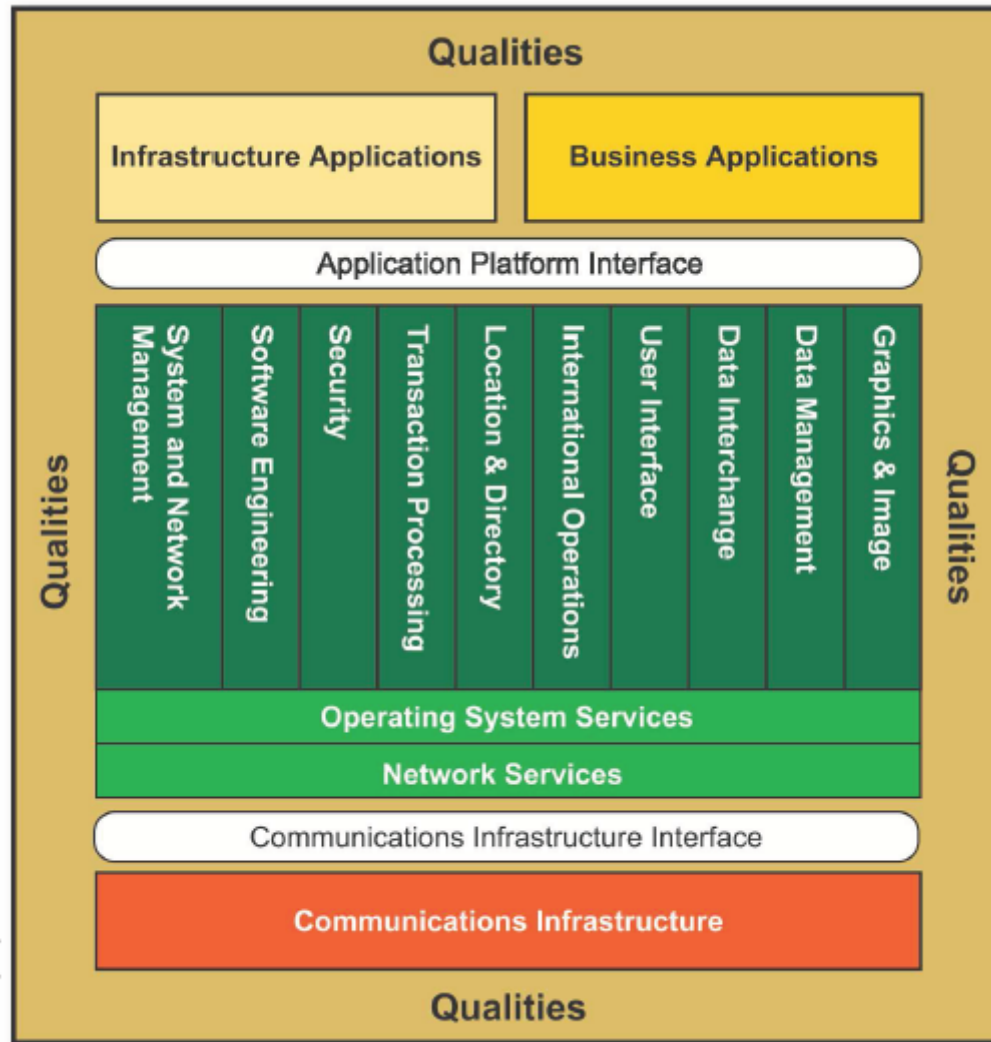 Qualities
Infrastructure Applications
Business Applications
Application Platform Interface
Qualities
System and Network
Management
Software Engineering
Security
Transaction Processing
Location & Directory
International Operations
User Interface
Data Interchange
Data Management
Graphics & Image
Qualities
Operating System Services
Network Services
Communications Infrastructure Interface
Communications Infrastructure
Qualities